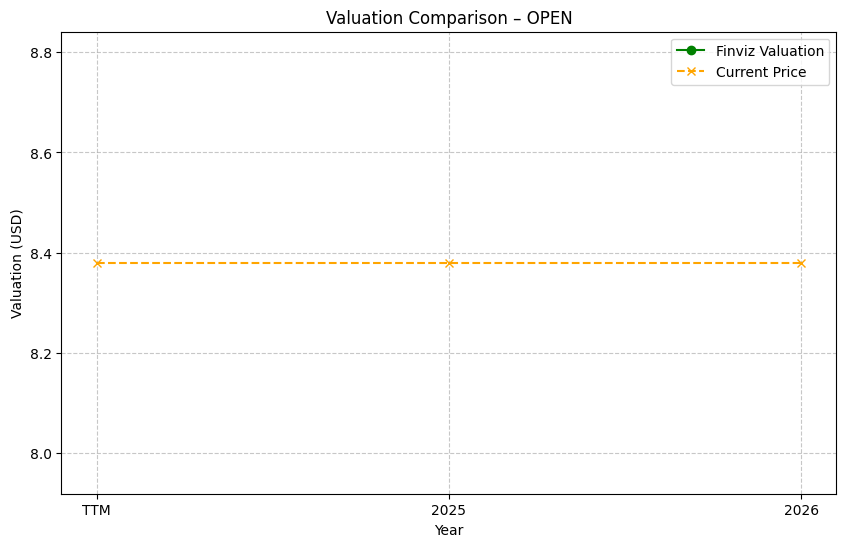 Valuation Comparison – OPEN
Finviz Valuation
Current Price
8.8
8.6
8.4
8.2
8.0
Valuation (USD)
TTM 2025 2026
Year